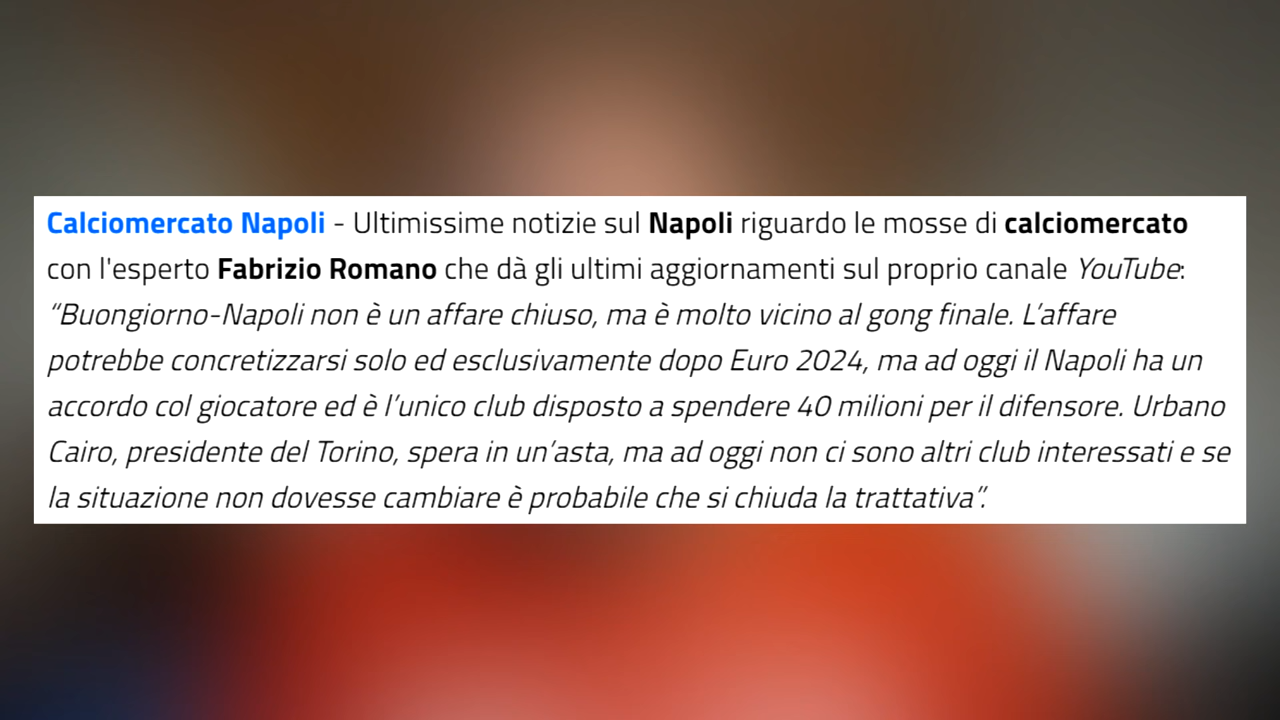 Calciomercato Napoli - Ultimissime notizie sul Napoli riguardo le mosse di calciomercato
con l'esperto Fabrizio Romano che dà gli ultimi aggiornamenti sul proprio canale YouTube:
“Buongiorno-Napoli non è un affare chiuso, ma è molto vicino al gong finale. L’affare
potrebbe concretizzarsi solo ed esclusivamente dopo Euro 2024, ma ad oggi il Napoli ha un
accordo col giocatore ed è l’unico club disposto a spendere 40 milioni per il difensore. Urbano
Cairo, presidente del Torino, spera in un’asta, ma ad oggi non ci sono altri club interessati e se
la situazione non dovesse cambiare è probabile che si chiuda la trattativa”.